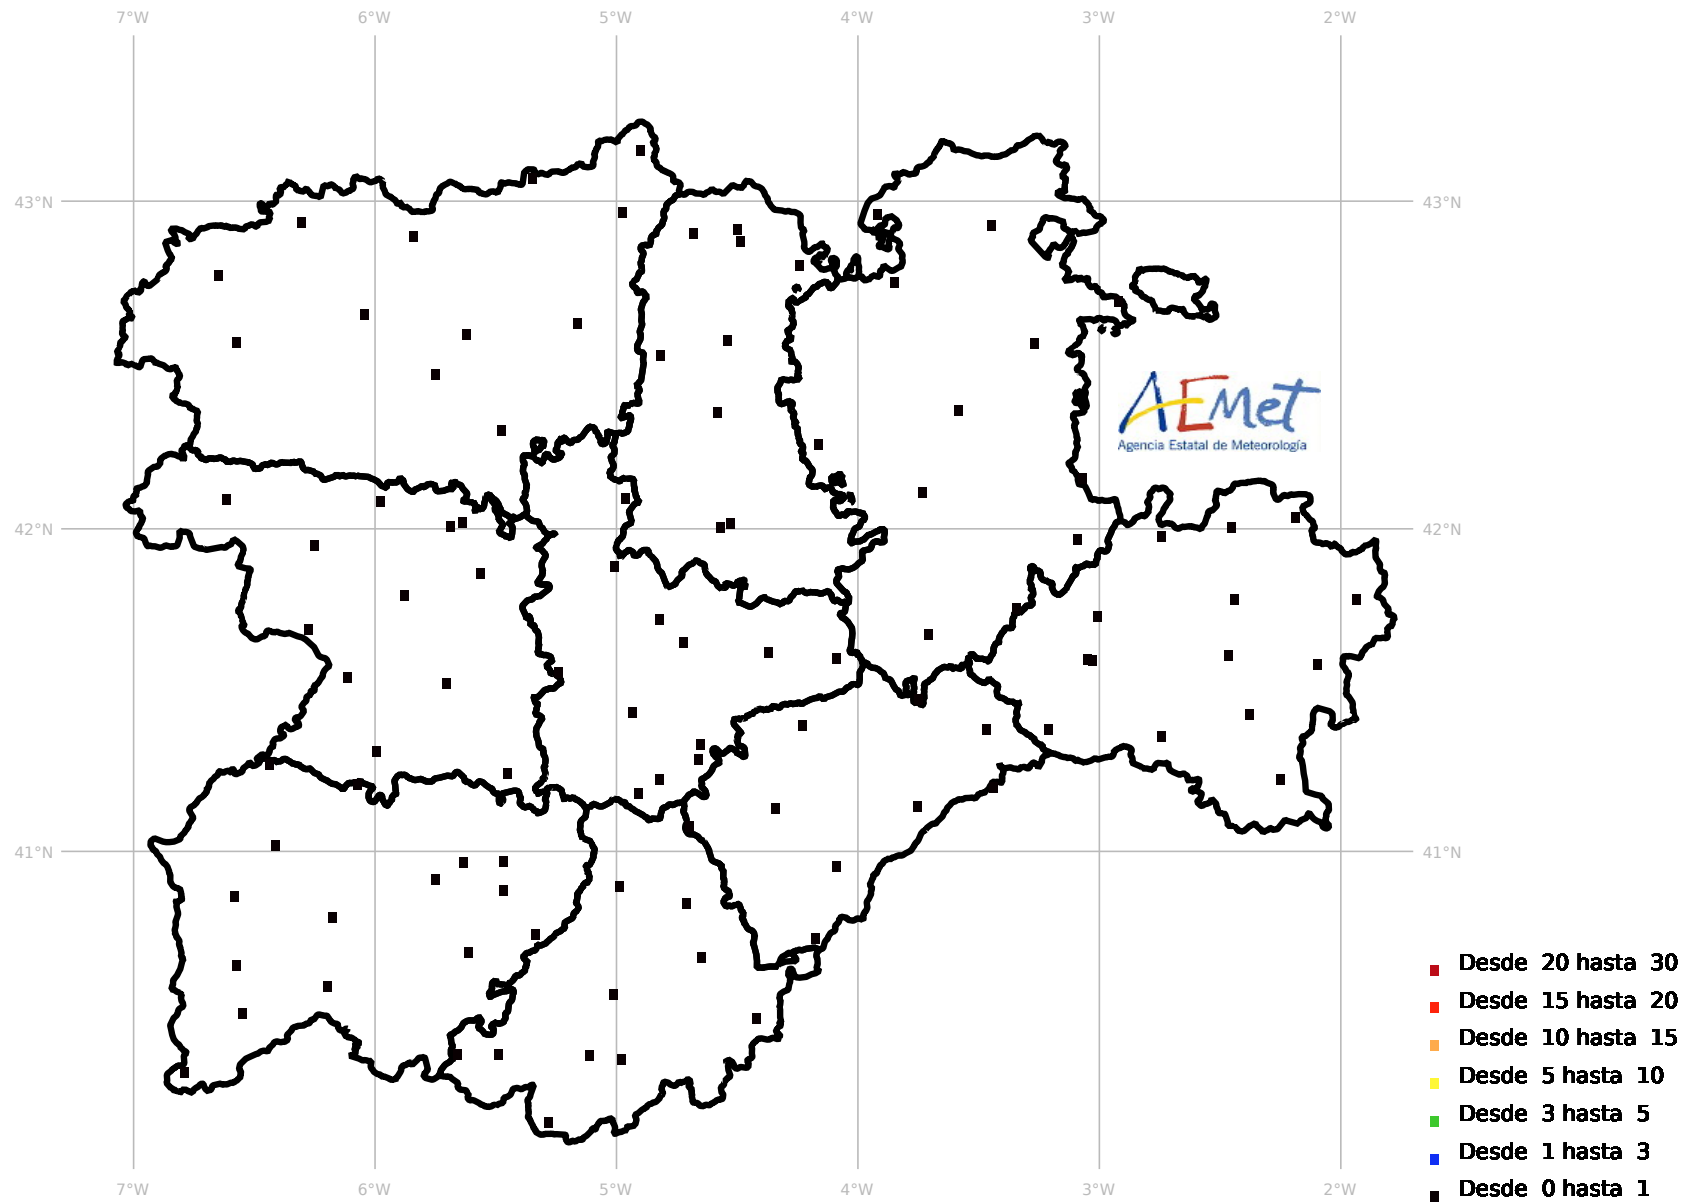 7°W 6°W 5°W 4°W 3°W 2°W
43°N 43°N
AEMet
Agencia Estatal de Meteorología
42°N 42°N
41°N 41°N
Desde 20 hasta 30
Desde 15 hasta 20
Desde 10 hasta 15
Desde 5 hasta 10
Desde 3 hasta 5
Desde 1 hasta 3
Desde 0 hasta 1
7°W 6°W 5°W 4°W 3°W 2°W